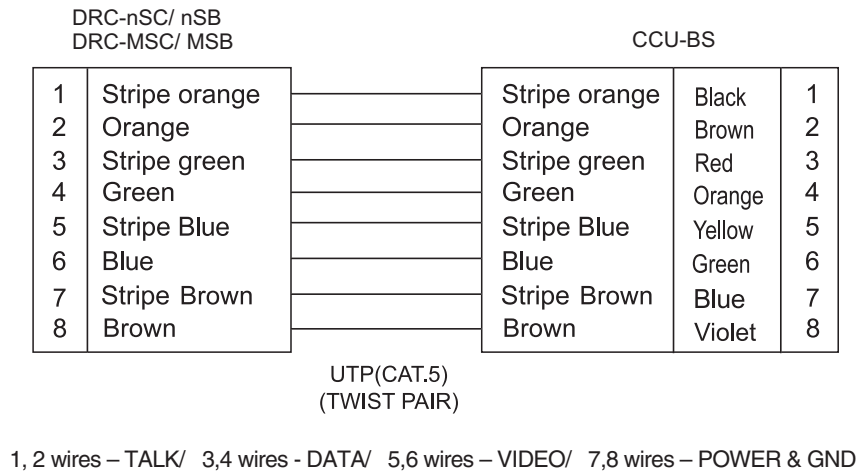 DRC-nSC/ nSB
DRC-MSC/ MSB
CCU-BS
1 Stripe orange Stripe orange Black 1
2 Orange Orange Brown 2
3 Stripe green Stripe green Red 3
4 Green Green Orange 4
5 Stripe Blue Stripe Blue Yellow 5
6 Blue Blue Green 6
7 Stripe Brown Stripe Brown Blue 7
8 Brown Brown Violet 8
UTP(CAT.5)
(TWIST PAIR)
1, 2 wires – TALK/ 3,4 wires - DATA/ 5,6 wires – VIDEO/ 7,8 wires – POWER & GND